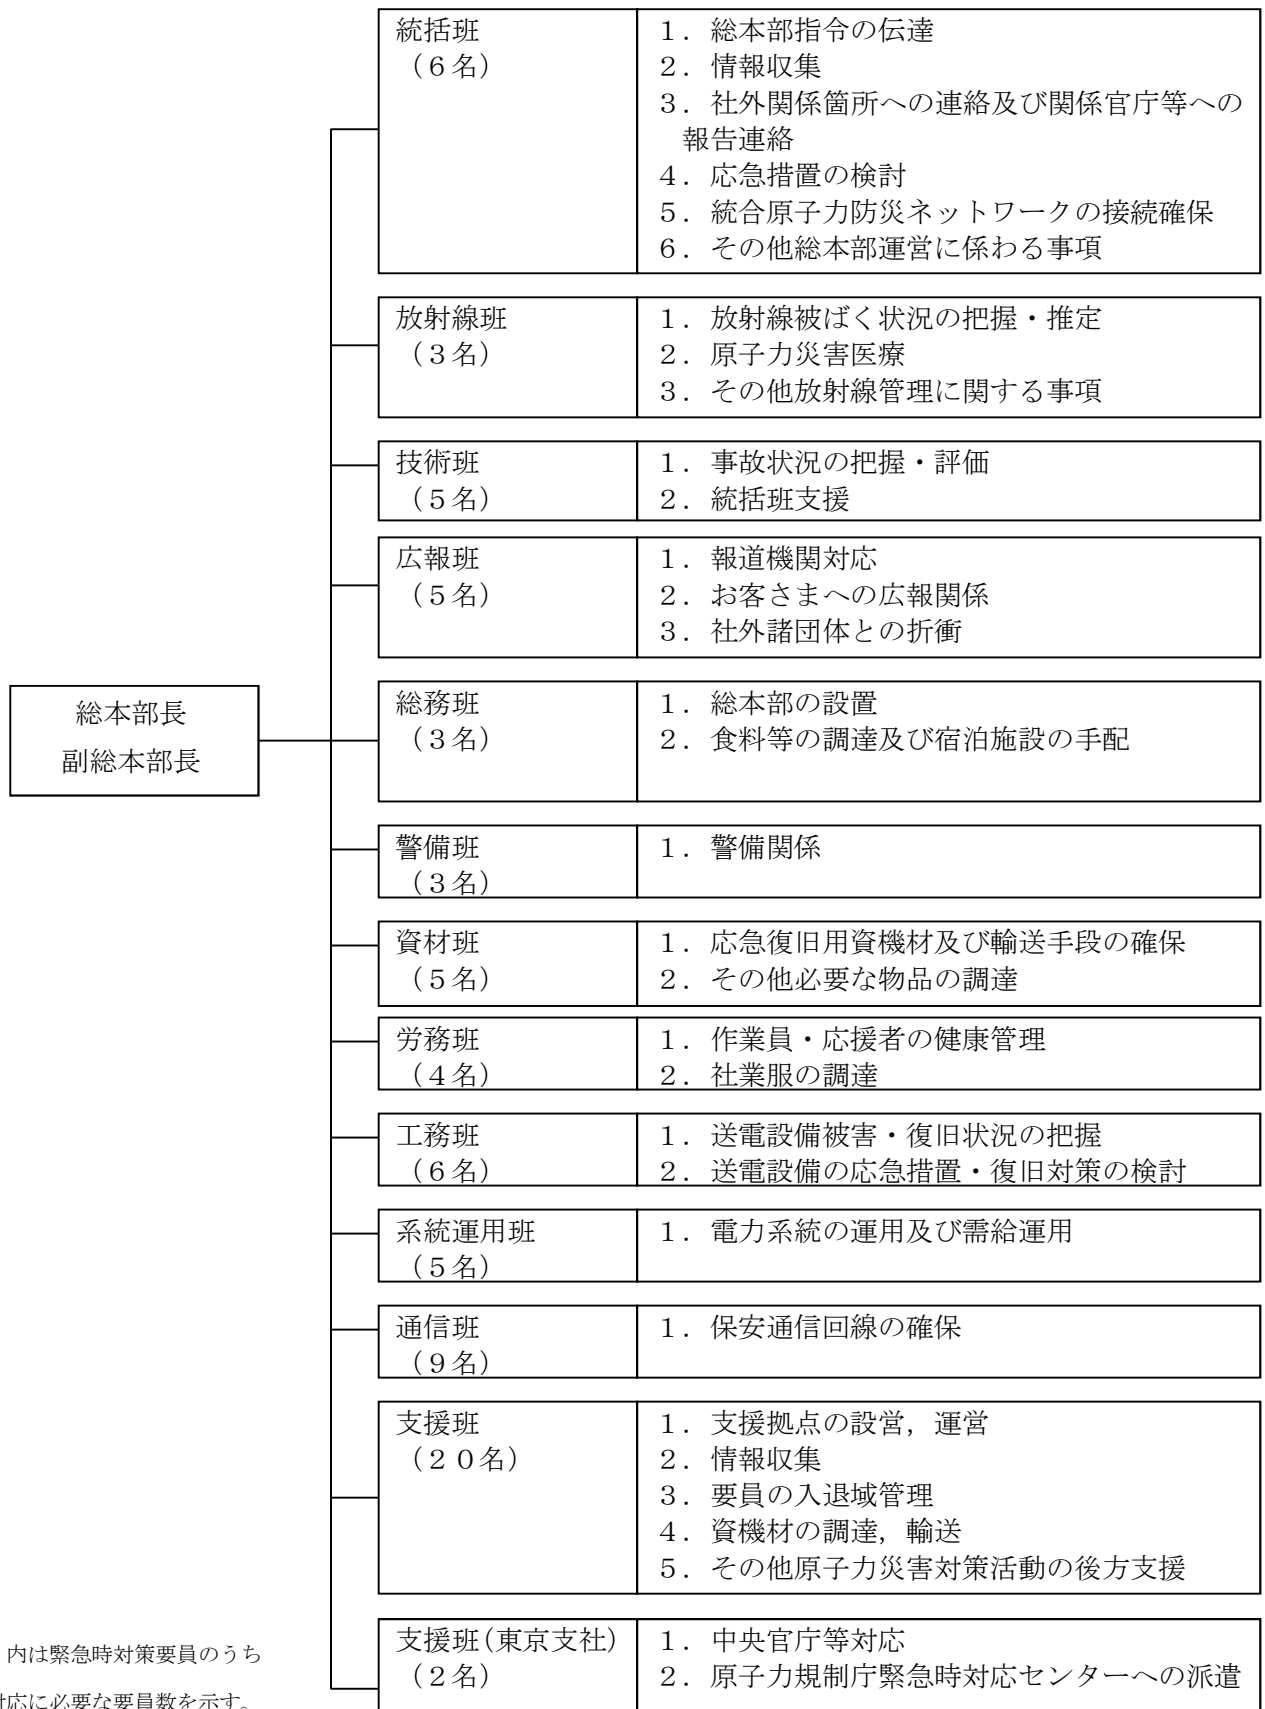 統括班
（６名）
１．総本部指令の伝達
２．情報収集
３．社外関係箇所への連絡及び関係官庁等への
報告連絡
４．応急措置の検討
５．統合原子力防災ネットワークの接続確保
６．その他総本部運営に係わる事項
放射線班
（３名）
１．放射線被ばく状況の把握・推定
２．原子力災害医療
３．その他放射線管理に関する事項
技術班
（５名）
１．事故状況の把握・評価
２．統括班支援
広報班
（５名）
１．報道機関対応
２．お客さまへの広報関係
３．社外諸団体との折衝
総本部長
副総本部長
総務班
（３名）
１．総本部の設置
２．食料等の調達及び宿泊施設の手配
警備班
（３名）
１．警備関係
資材班
（５名）
１．応急復旧用資機材及び輸送手段の確保
２．その他必要な物品の調達
労務班
（４名）
１．作業員・応援者の健康管理
２．社業服の調達
工務班
（６名）
１．送電設備被害・復旧状況の把握
２．送電設備の応急措置・復旧対策の検討
系統運用班
（５名）
１．電力系統の運用及び需給運用
通信班
（９名）
１．保安通信回線の確保
支援班
（２０名）
１．支援拠点の設営，運営
２．情報収集
３．要員の入退域管理
４．資機材の調達，輸送
５．その他原子力災害対策活動の後方支援
支援班（東京支社）
（２名）
１．中央官庁等対応
２．原子力規制庁緊急時対応センターへの派遣
内は緊急時対策要員のうち
対応に必要な要員数を示す。